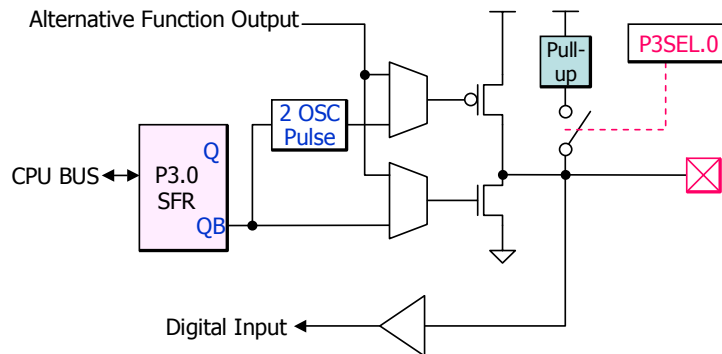 Alternative Function Output
Pull-
up
P3SEL.0
2 OSC
Pulse
Q
CPU BUS
P3.0
SFR
QB
Digital Input